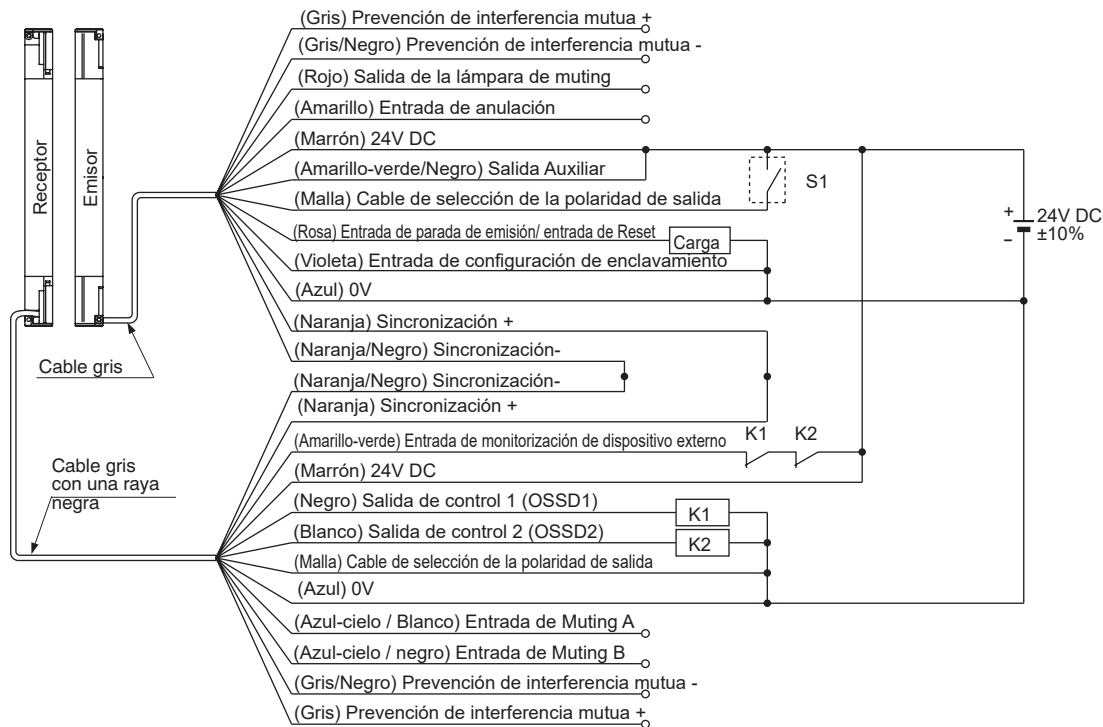 (Gris) Prevención de interferencia mutua +
(Gris/Negro) Prevención de interferencia mutua -
(Rojo) Salida de la lámpara de muting
(Amarillo) Entrada de anulación
(Marrón) 24V DC
(Amarillo-verde/Negro) Salida Auxiliar
(Malla) Cable de selección de la polaridad de salida
(Rosa) Entrada de parada de emisión/ entrada de Reset
(Violeta) Entrada de configuración de enclavamiento
(Azul) 0V
(Naranja) Sincronización +
(Naranja/Negro) Sincronización-
(Naranja/Negro) Sincronización-
(Naranja) Sincronización +
(Amarillo-verde) Entrada de monitorización de dispositivo externo
(Marrón) 24V DC
(Negro) Salida de control 1 (OSSD1)
(Blanco) Salida de control 2 (OSSD2)
(Malla) Cable de selección de la polaridad de salida
(Azul) 0V
(Azul-cielo / Blanco) Entrada de Muting A
(Azul-cielo / negro) Entrada de Muting B
(Gris/Negro) Prevención de interferencia mutua -
(Gris) Prevención de interferencia mutua +
Receptor
Emisor
Cable gris
Cable gris
con una raya
negra
S1
Carga
K1
K2
K1
K2
+
24V DC
±10%
−